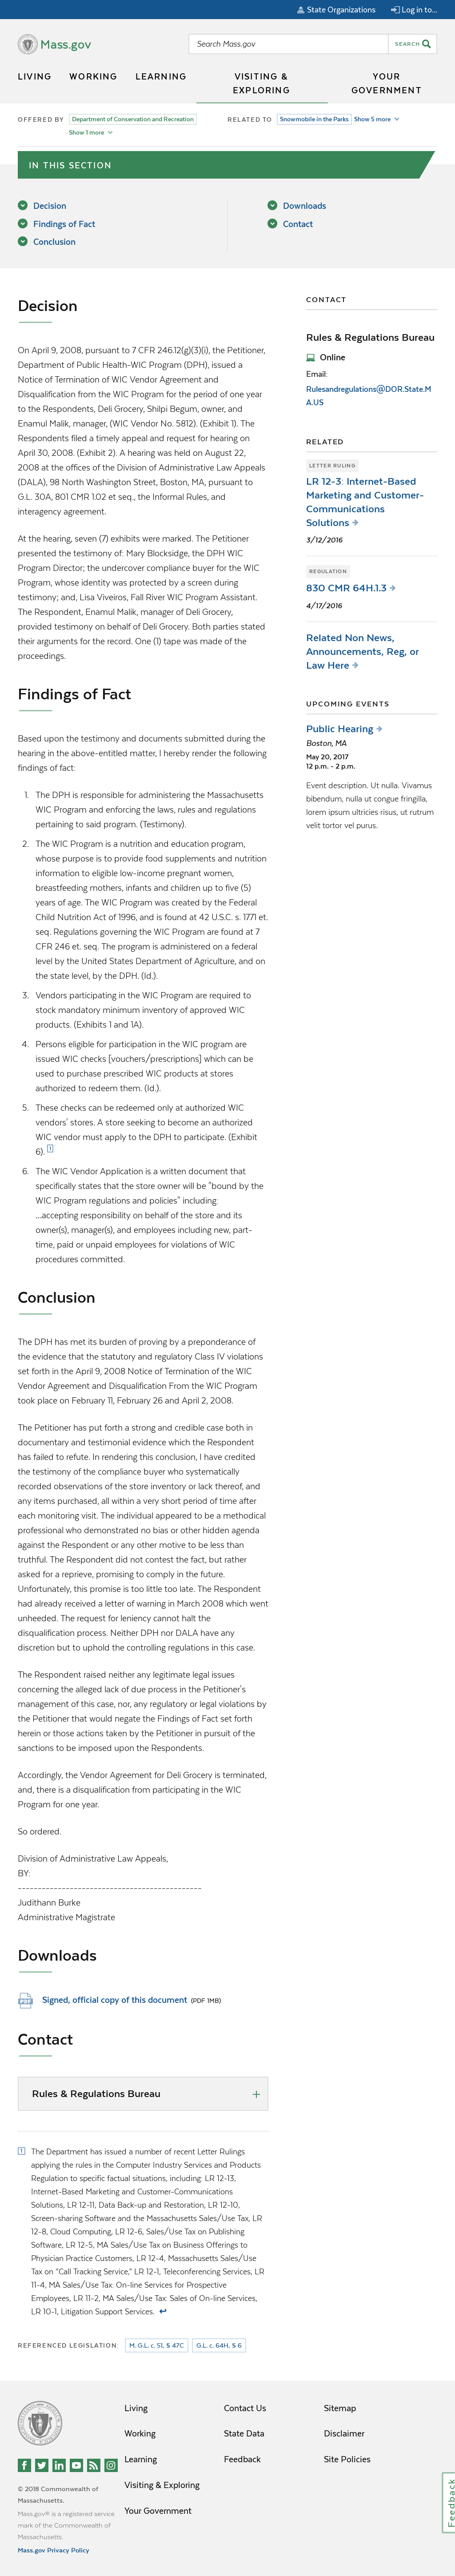 State Organizations Log in to...
Mass.gov Search Mass.gov SEARCH
LIVING WORKING LEARNING VISITING & EXPLORING YOUR GOVERNMENT
OFFERED BY Department of Conservation and Recreation
Show 1 more
RELATED TO Snowmobile in the Parks Show 5 more
IN THIS SECTION
Decision
Findings of Fact
Conclusion
Downloads
Contact
Decision
On April 9, 2008, pursuant to 7 CFR 246.12(g)(3)(i), the Petitioner,
Department of Public Health-WIC Program (DPH), issued a
Notice of Termination of WIC Vendor Agreement and
Disqualification from the WIC Program for the period of one year
to the Respondents, Deli Grocery, Shilpi Begum, owner, and
Enamul Malik, manager, (WIC Vendor No. 5812). (Exhibit 1). The
Respondents filed a timely appeal and request for hearing on
April 30, 2008. (Exhibit 2). A hearing was held on August 22,
2008 at the offices of the Division of Administrative Law Appeals
(DALA), 98 North Washington Street, Boston, MA, pursuant to
G.L. 30A, 801 CMR 1.02 et seq., the Informal Rules, and
interagency agreement.
At the hearing, seven (7) exhibits were marked. The Petitioner
presented the testimony of: Mary Blocksidge, the DPH WIC
Program Director; the undercover compliance buyer for the WIC
Program, whose identity was protected by a screen during
testimony; and, Lisa Viveiros, Fall River WIC Program Assistant.
The Respondent, Enamul Malik, manager of Deli Grocery,
provided testimony on behalf of Deli Grocery. Both parties stated
their arguments for the record. One (1) tape was made of the
proceedings.
Findings of Fact
Based upon the testimony and documents submitted during the
hearing in the above-entitled matter, I hereby render the following
findings of fact:
1. The DPH is responsible for administering the Massachusetts
WIC Program and enforcing the laws, rules and regulations
pertaining to said program. (Testimony).
2. The WIC Program is a nutrition and education program,
whose purpose is to provide food supplements and nutrition
information to eligible low-income pregnant women,
breastfeeding mothers, infants and children up to five (5)
years of age. The WIC Program was created by the Federal
Child Nutrition Act of 1996, and is found at 42 U.S.C. s. 1771 et.
seq. Regulations governing the WIC Program are found at 7
CFR 246 et. seq. The program is administered on a federal
level by the United States Department of Agriculture, and on
the state level, by the DPH. (Id.).
3. Vendors participating in the WIC Program are required to
stock mandatory minimum inventory of approved WIC
products. (Exhibits 1 and 1A).
4. Persons eligible for participation in the WIC program are
issued WIC checks [vouchers/prescriptions] which can be
used to purchase prescribed WIC products at stores
authorized to redeem them. (Id.).
5. These checks can be redeemed only at authorized WIC
vendors' stores. A store seeking to become an authorized
WIC vendor must apply to the DPH to participate. (Exhibit
6). 1
6. The WIC Vendor Application is a written document that
specifically states that the store owner will be "bound by the
WIC Program regulations and policies" including:
...accepting responsibility on behalf of the store and its
owner(s), manager(s), and employees including new, part-
time, paid or unpaid employees for violations of WIC
procedures committed.
Conclusion
The DPH has met its burden of proving by a preponderance of
the evidence that the statutory and regulatory Class IV violations
set forth in the April 9, 2008 Notice of Termination of the WIC
Vendor Agreement and Disqualification From the WIC Program
took place on February 11, February 26 and April 2, 2008.
The Petitioner has put forth a strong and credible case both in
documentary and testimonial evidence which the Respondent
has failed to refute. In rendering this conclusion, I have credited
the testimony of the compliance buyer who systematically
recorded observations of the store inventory or lack thereof, and
any items purchased, all within a very short period of time after
each monitoring visit. The individual appeared to be a methodical
professional who demonstrated no bias or other hidden agenda
against the Respondent or any other motive to be less than
truthful. The Respondent did not contest the fact, but rather
asked for a reprieve, promising to comply in the future.
Unfortunately, this promise is too little too late. The Respondent
had already received a letter of warning in March 2008 which went
unheeded. The request for leniency cannot halt the
disqualification process. Neither DPH nor DALA have any
discretion but to uphold the controlling regulations in this case.
The Respondent raised neither any legitimate legal issues
concerning the alleged lack of due process in the Petitioner's
management of this case, nor, any regulatory or legal violations by
the Petitioner that would negate the Findings of Fact set forth
herein or those actions taken by the Petitioner in pursuit of the
sanctions to be imposed upon the Respondents.
Accordingly, the Vendor Agreement for Deli Grocery is terminated,
and, there is a disqualification from participating in the WIC
Program for one year.
So ordered.
Division of Administrative Law Appeals,
BY:
----------------------------------------------
Judithann Burke
Administrative Magistrate
Downloads
PDF Signed, official copy of this document (PDF 1MB)
Contact
Rules & Regulations Bureau
1 The Department has issued a number of recent Letter Rulings
applying the rules in the Computer Industry Services and Products
Regulation to specific factual situations, including: LR 12-13,
Internet-Based Marketing and Customer-Communications
Solutions, LR 12-11, Data Back-up and Restoration, LR 12-10,
Screen-sharing Software and the Massachusetts Sales/Use Tax, LR
12-8, Cloud Computing, LR 12-6, Sales/Use Tax on Publishing
Software, LR 12-5, MA Sales/Use Tax on Business Offerings to
Physician Practice Customers, LR 12-4, Massachusetts Sales/Use
Tax on "Call Tracking Service," LR 12-1, Teleconferencing Services, LR
11-4, MA Sales/Use Tax: On-line Services for Prospective
Employees, LR 11-2, MA Sales/Use Tax: Sales of On-line Services,
LR 10-1, Litigation Support Services. ↩
REFERENCED LEGISLATION: M. G.L. c. 51, § 47C G.L. c. 64H, § 6
CONTACT
Rules & Regulations Bureau
Online
Email:
Rulesandregulations@DOR.State.M
A.US
RELATED
LETTER RULING
LR 12-3: Internet-Based
Marketing and Customer-
Communications
Solutions
3/12/2016
REGULATION
830 CMR 64H.1.3
4/17/2016
Related Non News,
Announcements, Reg, or
Law Here
UPCOMING EVENTS
Public Hearing
Boston, MA
May 20, 2017
12 p.m. - 2 p.m.
Event description. Ut nulla. Vivamus
bibendum, nulla ut congue fringilla,
lorem ipsum ultricies risus, ut rutrum
velit tortor vel purus.
Living
Working
Learning
Visiting & Exploring
Your Government
Contact Us
State Data
Feedback
Sitemap
Disclaimer
Site Policies
© 2018 Commonwealth of
Massachusetts.
Mass.gov® is a registered service
mark of the Commonwealth of
Massachusetts.
Mass.gov Privacy Policy
Feedback